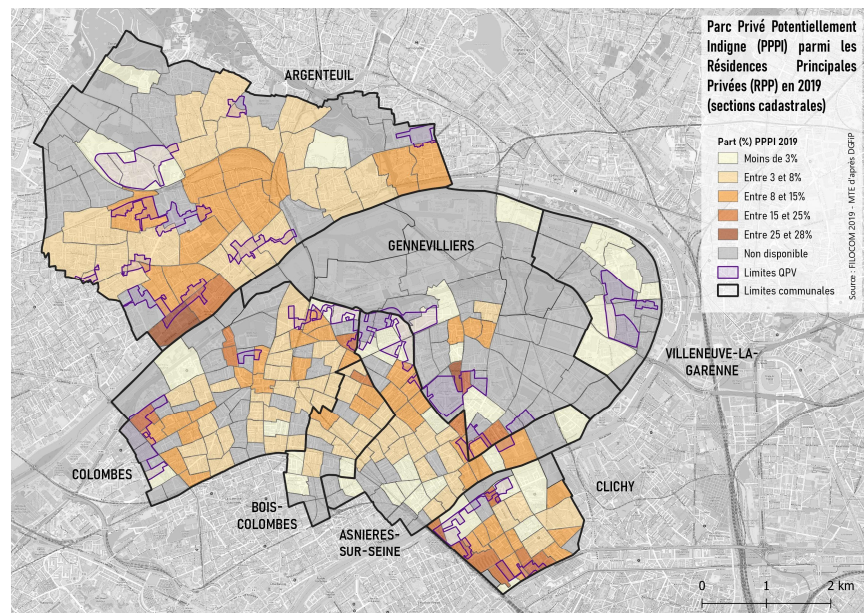 Parc Privé Potentiellement
Indigne (PPPI) parmi les
Résidences Principales
Privées (RPP) en 2019
(sections cadastrales)
Part (%) PPPI 2019
Moins de 3%
Entre 3 et 8%
Entre 8 et 15%
Entre 15 et 25%
Entre 25 et 28%
Non disponible
Limites QPV
Limites communales
Source : FILOCOM 2019 - MTE d'après DGFiP
ARGENTEUIL
GENNEVILLIERS
VILLENEUVE-LA-
GARENNE
COLOMBES
BOIS-
COLOMBES
ASNIERES-
SUR-SEINE
CLICHY
0 1 2 km